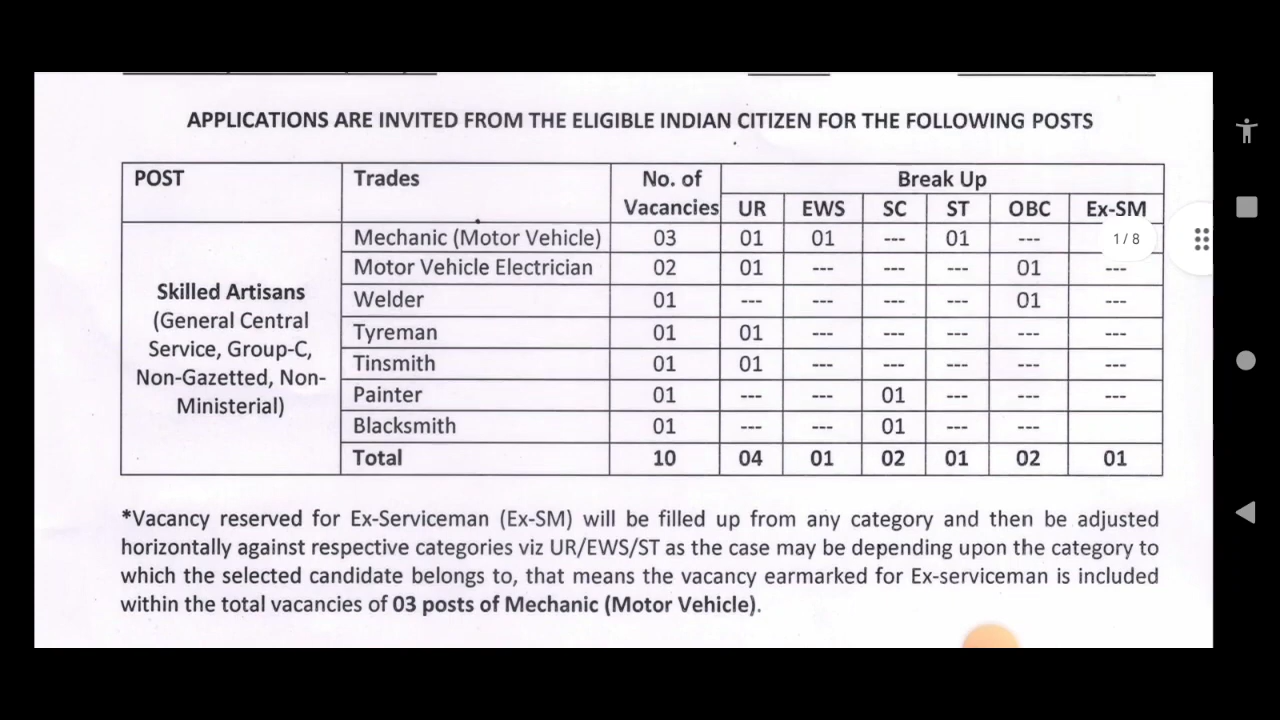 APPLICATIONS ARE INVITED FROM THE ELIGIBLE INDIAN CITIZEN FOR THE FOLLOWING POSTS
POST Trades No. of Vacancies Break Up
UR EWS SC ST OBC Ex-SM
Skilled Artisans
(General Central
Service, Group-C,
Non-Gazetted, Non-
Ministerial)
Mechanic (Motor Vehicle) 03 01 01 --- 01 ---
1 / 8
Motor Vehicle Electrician 02 01 --- --- --- 01 ---
Welder 01 --- --- --- --- 01 ---
Tyreman 01 01 --- --- --- --- ---
Tinsmith 01 01 --- --- --- --- ---
Painter 01 --- --- 01 --- --- ---
Blacksmith 01 --- --- 01 --- ---
Total 10 04 01 02 01 02 01
*Vacancy reserved for Ex-Serviceman (Ex-SM) will be filled up from any category and then be adjusted
horizontally against respective categories viz UR/EWS/ST as the case may be depending upon the category to
which the selected candidate belongs to, that means the vacancy earmarked for Ex-serviceman is included
within the total vacancies of 03 posts of Mechanic (Motor Vehicle).